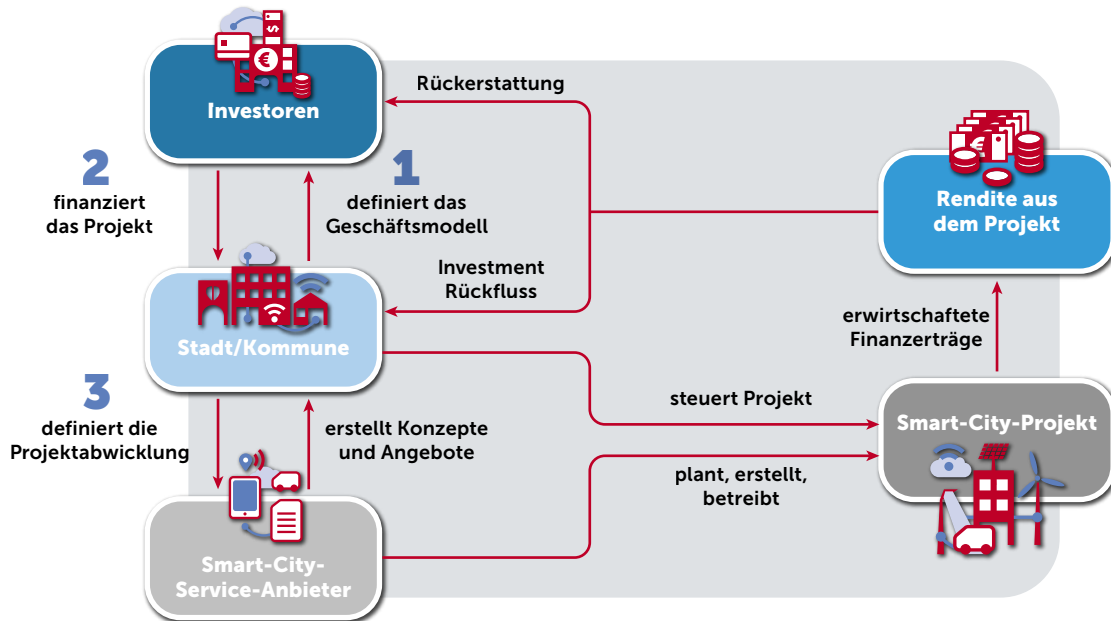 Investoren
Rückerstattung
2
finanziert
das Projekt
1
definiert das
Geschäftsmodell
Rendite aus
dem Projekt
Investment
Rückfluss
Stadt/Kommune
erwirtschaftete
Finanzerträge
3
definiert die
Projektabwicklung
erstellt Konzepte
und Angebote
steuert Projekt
Smart-City-Projekt
plant, erstellt,
betreibt
Smart-City-
Service-Anbieter